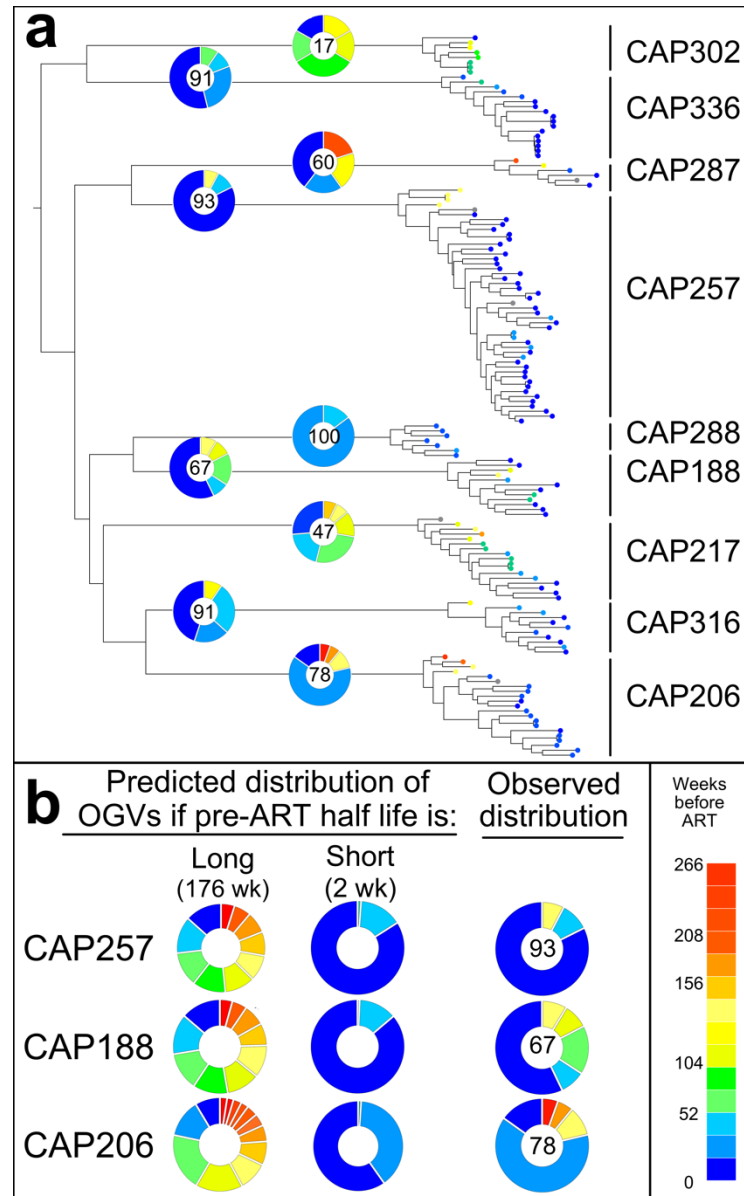 a
17
CAP302
91
CAP336
60
CAP287
93
CAP257
100
CAP288
67
CAP188
47
CAP217
91
CAP316
78
CAP206
b
Predicted distribution of
OGVs if pre-ART half life is:
Observed
distribution
Long
(176 wk)
Short
(2 wk)
CAP257
93
CAP188
67
CAP206
78
Weeks
before
ART
266
208
156
104
52
0